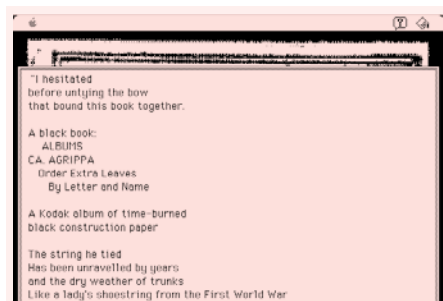 "I hesitated
before untying the bow
that bound this book together.
A black book:
ALBUMS
CA. AGRIPPA
Order Extra Leaves
By Letter and Name
A Kodak album of time-burned
black construction paper
The string he tied
Has been unravelled by years
and the dry weather of trunks
Like a lady's shoestring from the First World War